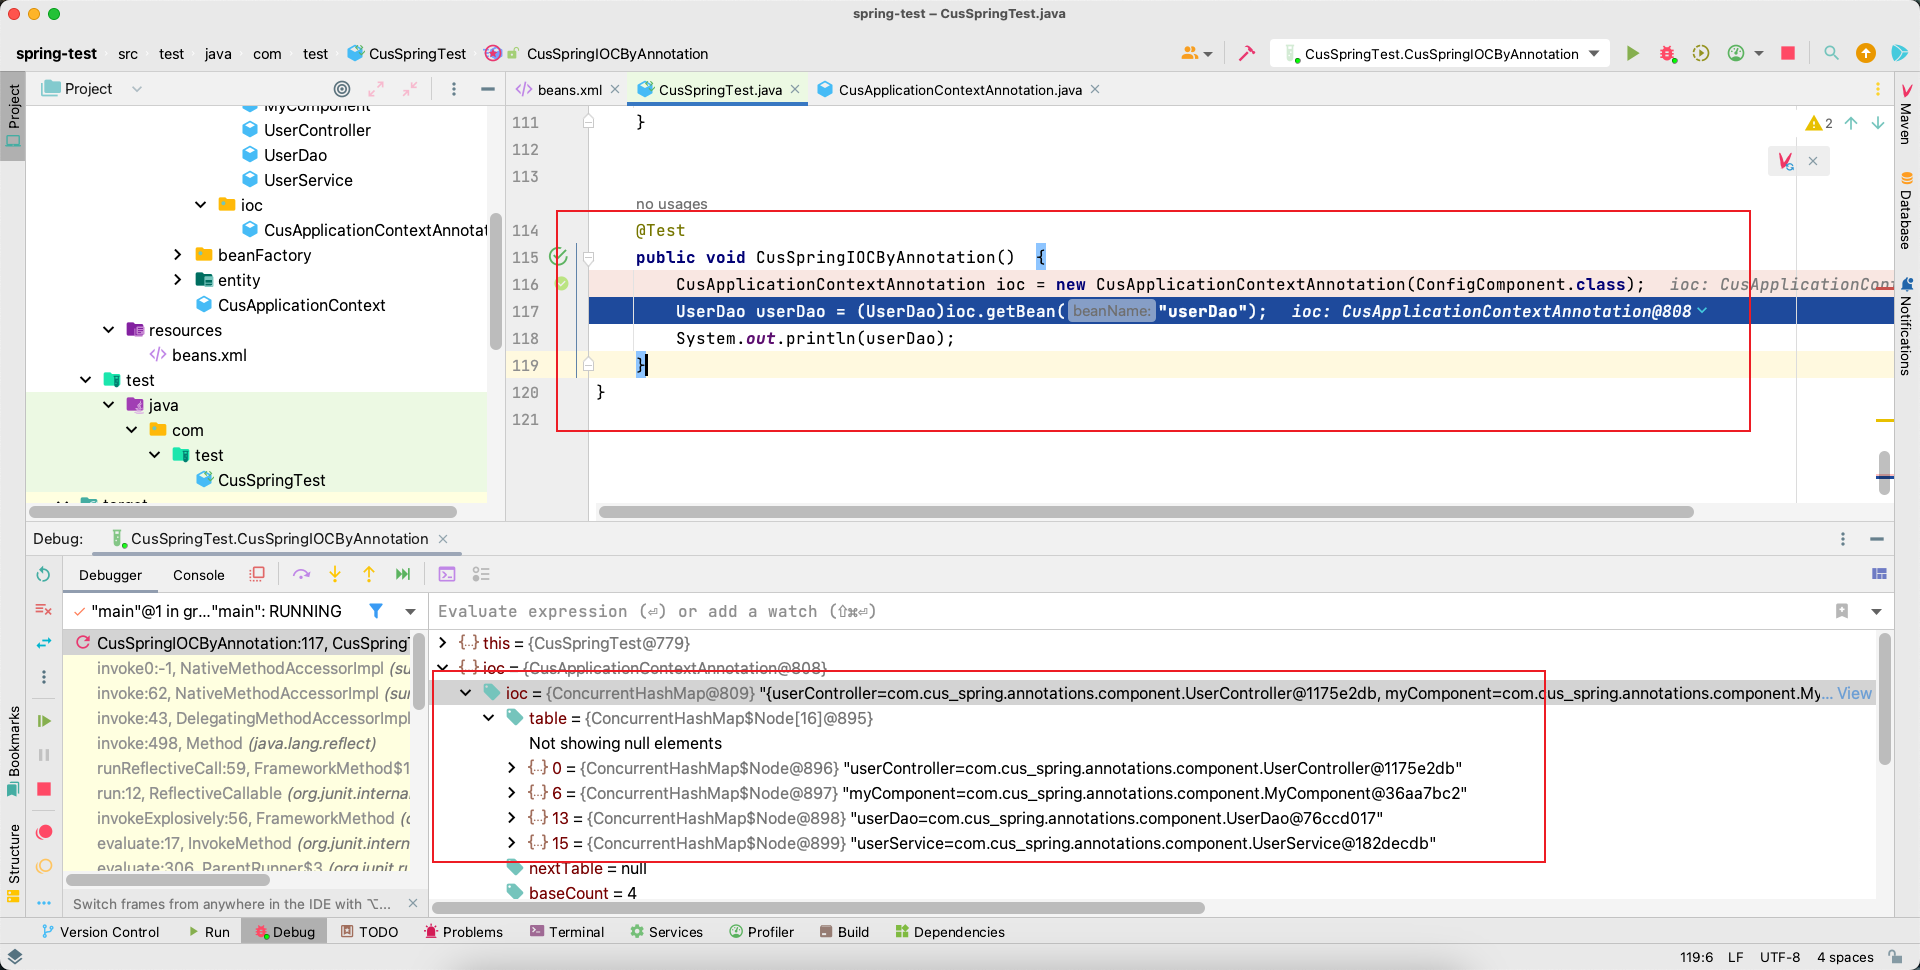 spring-test – CusSpringTest.java
spring-test src test java com test CusSpringTest CusSpringIOCByAnnotation
CusSpringTest.CusSpringIOCByAnnotation
Project
beans.xml
CusSpringTest.java
CusApplicationContextAnnotation.java
Project
Bookmarks
Structure
Maven
Database
Notifications
MyComponent
UserController
UserDao
UserService
ioc
CusApplicationContextAnnotat
beanFactory
entity
CusApplicationContext
resources
beans.xml
test
java
com
test
CusSpringTest
target
2
111 }
112
113
no usages
114 @Test
115 public void CusSpringIOCByAnnotation() {
116 CusApplicationContextAnnotation ioc = new CusApplicationContextAnnotation(ConfigComponent.class); ioc: CusApplicationCont
117 UserDao userDao = (UserDao)ioc.getBean( beanName: "userDao"); ioc: CusApplicationContextAnnotation@808
118 System.out.println(userDao);
119 }
120 }
121
Debug: CusSpringTest.CusSpringIOCByAnnotation
Debugger Console
"main"@1 in gr..."main": RUNNING
Evaluate expression (⏎) or add a watch (⇧⌘⏎)
CusSpringIOCByAnnotation:117, CusSpringT
invoke0:-1, NativeMethodAccessorImpl (su
invoke:62, NativeMethodAccessorImpl (sun
invoke:43, DelegatingMethodAccessorImpl
invoke:498, Method (java.lang.reflect)
runReflectiveCall:59, FrameworkMethod$1
run:12, ReflectiveCallable (org.junit.interna
invokeExplosively:56, FrameworkMethod (o
evaluate:17, InvokeMethod (org.junit.intern
evaluate:306, ParentRunner$3 (org.junit.ru
Switch frames from anywhere in the IDE with ⌥...
this = {CusSpringTest@779}
ioc = {CusApplicationContextAnnotation@808}
ioc = {ConcurrentHashMap@809} "{userController=com.cus_spring.annotations.component.UserController@1175e2db, myComponent=com.cus_spring.annotations.component.My... View
table = {ConcurrentHashMap$Node[16]@895}
Not showing null elements
0 = {ConcurrentHashMap$Node@896} "userController=com.cus_spring.annotations.component.UserController@1175e2db"
6 = {ConcurrentHashMap$Node@897} "myComponent=com.cus_spring.annotations.component.MyComponent@36aa7bc2"
13 = {ConcurrentHashMap$Node@898} "userDao=com.cus_spring.annotations.component.UserDao@76ccd017"
15 = {ConcurrentHashMap$Node@899} "userService=com.cus_spring.annotations.component.UserService@182decdb"
nextTable = null
baseCount = 4
Version Control Run Debug TODO Problems Terminal Services Profiler Build Dependencies
119:6 LF UTF-8 4 spaces